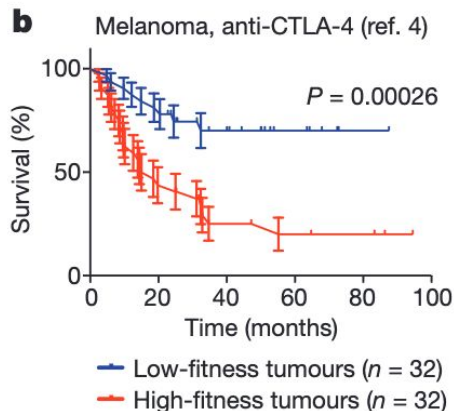 b
Melanoma, anti-CTLA-4 (ref. 4)
100
P = 0.00026
Survival (%)
50
0
0 20 40 60 80 100
Time (months)
Low-fitness tumours (n = 32)
High-fitness tumours (n = 32)